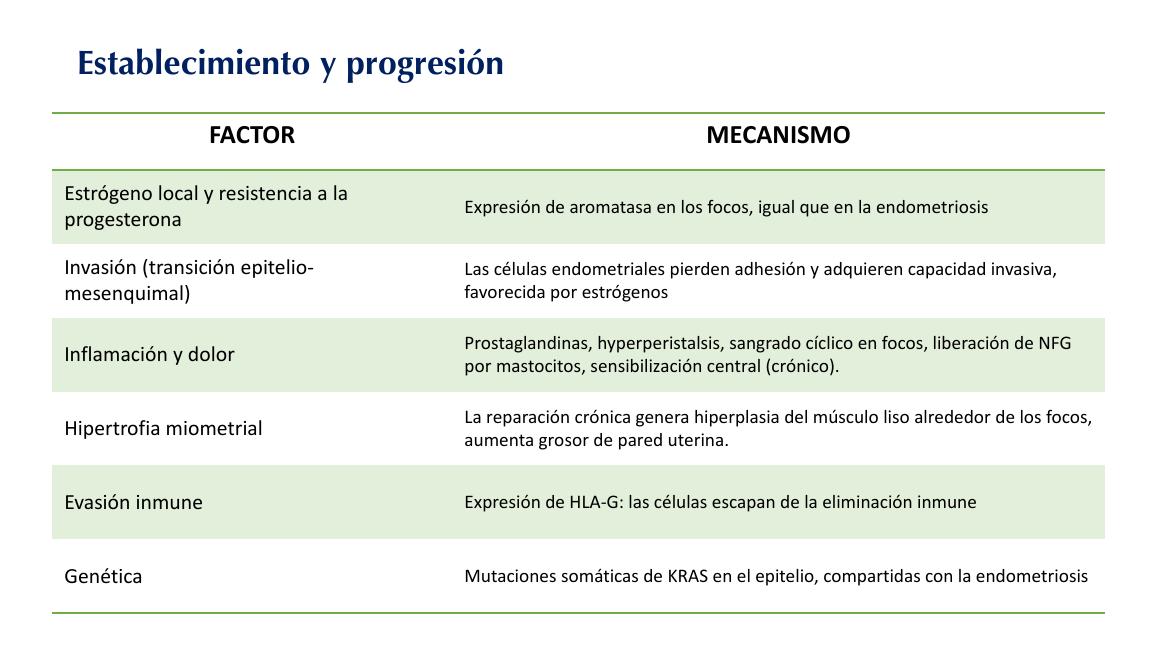 Establecimiento y progresión
FACTOR
MECANISMO
Estrógeno local y resistencia a la
progesterona
Expresión de aromatasa en los focos, igual que en la endometriosis
Invasión (transición epitelio-
mesenquimal)
Las células endometriales pierden adhesión y adquieren capacidad invasiva,
favorecida por estrógenos
Inflamación y dolor
Prostaglandinas, hyperperistalsis, sangrado cíclico en focos, liberación de NFG
por mastocitos, sensibilización central (crónico).
Hipertrofia miometrial
La reparación crónica genera hiperplasia del músculo liso alrededor de los focos,
aumenta grosor de pared uterina.
Evasión inmune
Expresión de HLA-G: las células escapan de la eliminación inmune
Genética
Mutaciones somáticas de KRAS en el epitelio, compartidas con la endometriosis